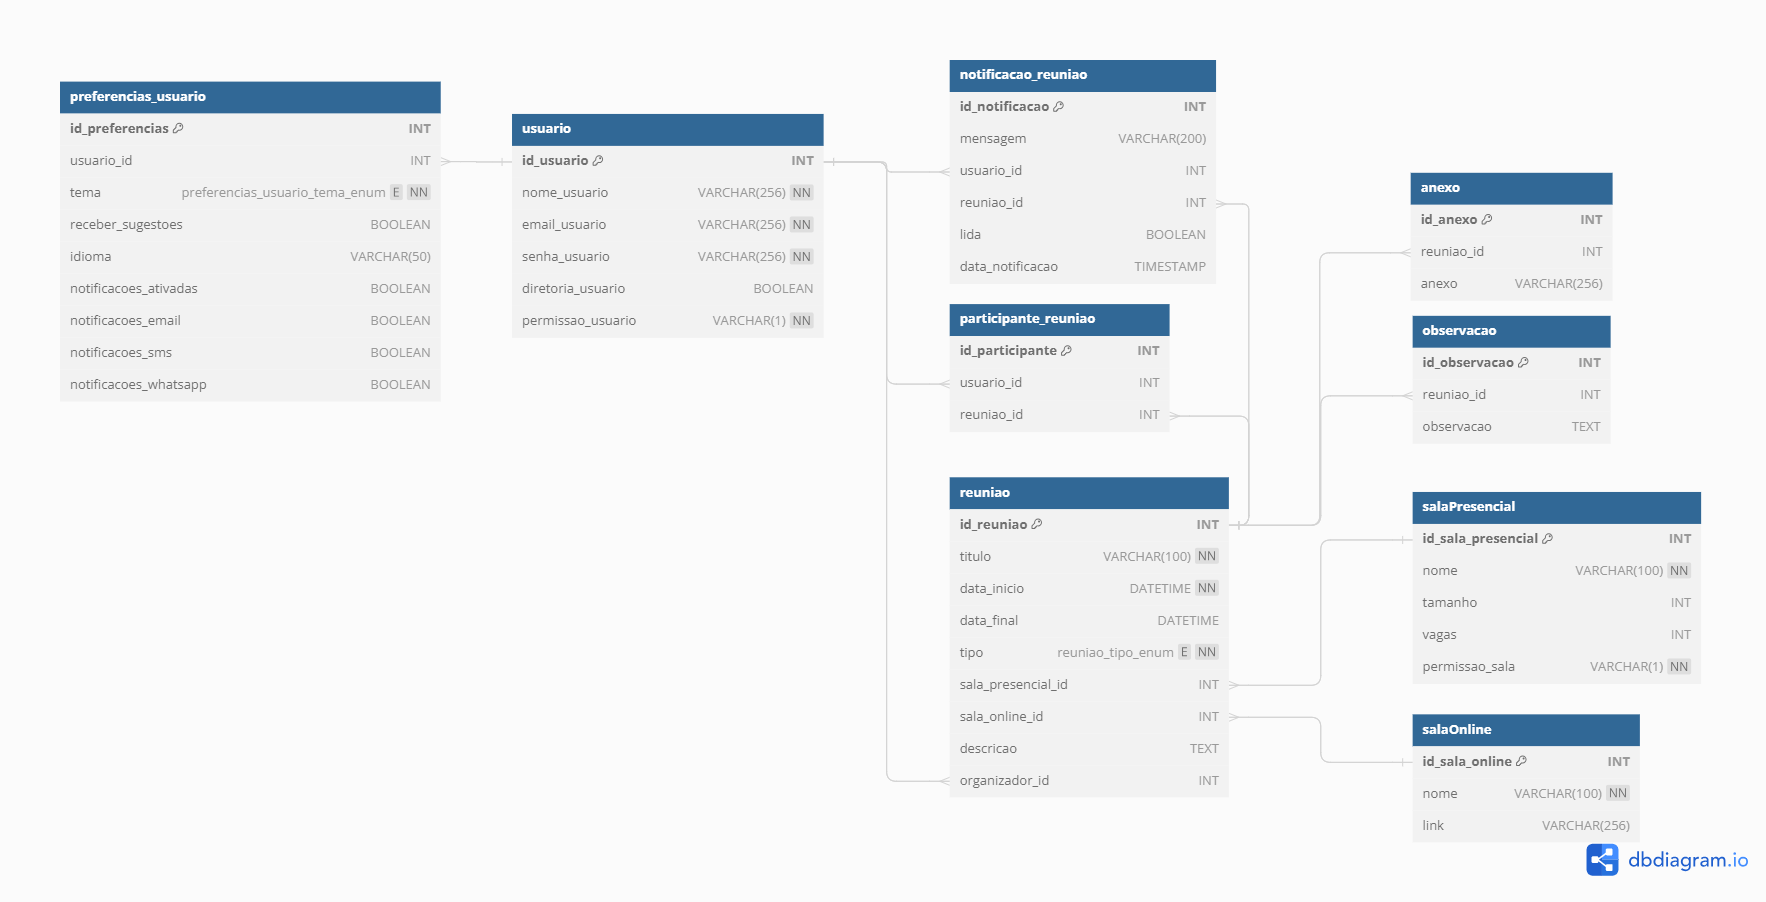 preferencias_usuario
id_preferencias INT
usuario_id INT
tema preferencias_usuario_tema_enum E NN
receber_sugestoes BOOLEAN
idioma VARCHAR(50)
notificacoes_ativadas BOOLEAN
notificacoes_email BOOLEAN
notificacoes_sms BOOLEAN
notificacoes_whatsapp BOOLEAN
usuario
id_usuario INT
nome_usuario VARCHAR(256) NN
email_usuario VARCHAR(256) NN
senha_usuario VARCHAR(256) NN
diretoria_usuario BOOLEAN
permissao_usuario VARCHAR(1) NN
notificacao_reuniao
id_notificacao INT
mensagem VARCHAR(200)
usuario_id INT
reuniao_id INT
lida BOOLEAN
data_notificacao TIMESTAMP
participante_reuniao
id_participante INT
usuario_id INT
reuniao_id INT
reuniao
id_reuniao INT
titulo VARCHAR(100) NN
data_inicio DATETIME NN
data_final DATETIME
tipo reuniao_tipo_enum E NN
sala_presencial_id INT
sala_online_id INT
descricao TEXT
organizador_id INT
anexo
id_anexo INT
reuniao_id INT
anexo VARCHAR(256)
observacao
id_observacao INT
reuniao_id INT
observacao TEXT
salaPresencial
id_sala_presencial INT
nome VARCHAR(100) NN
tamanho INT
vagas INT
permissao_sala VARCHAR(1) NN
salaOnline
id_sala_online INT
nome VARCHAR(100) NN
link VARCHAR(256)
dbdiagram.io